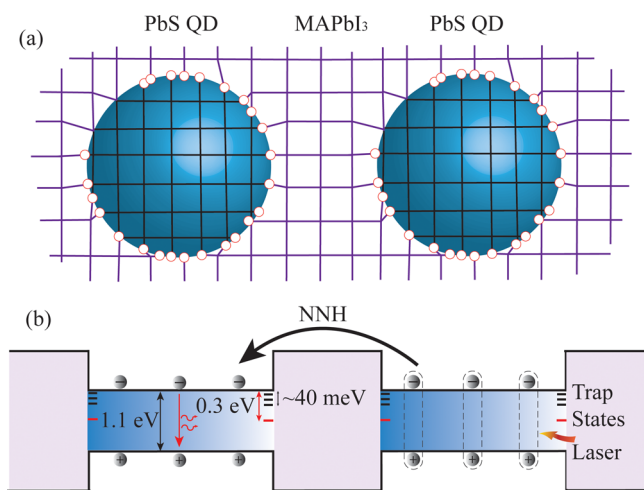 PbS QD MAPbI₃ PbS QD
(a)
(b)
NNH
1.1 eV
0.3 eV
~40 meV
Trap
States
Laser
− − − − − −
+ + + + + +